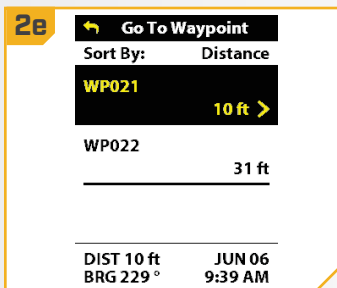 2e
Go To Waypoint
Sort By: Distance
WP021
10 ft
WP022
31 ft
DIST 10 ft JUN 06
BRG 229 ° 9:39 AM